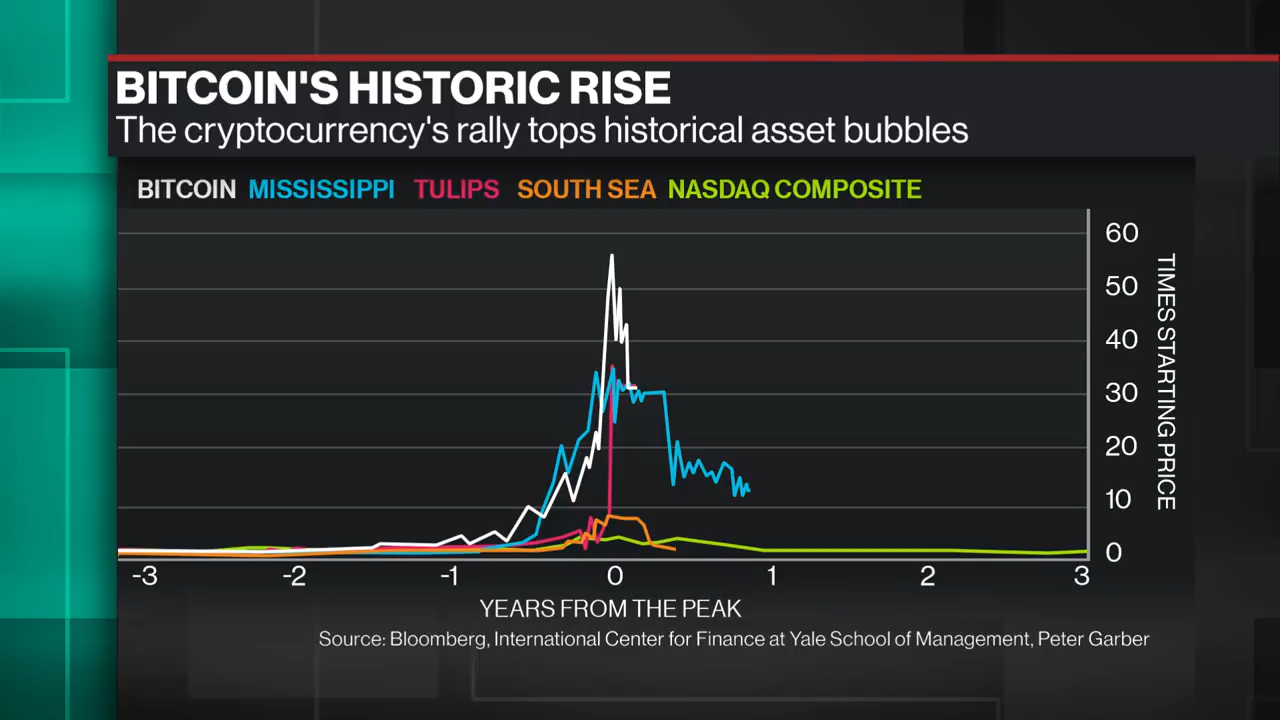 BITCOIN'S HISTORIC RISE
The cryptocurrency's rally tops historical asset bubbles
BITCOIN MISSISSIPPI TULIPS SOUTH SEA NASDAQ COMPOSITE
60
50
40
30
20
10
0
TIMES STARTING PRICE
-3 -2 -1 0 1 2 3
YEARS FROM THE PEAK
Source: Bloomberg, International Center for Finance at Yale School of Management, Peter Garber